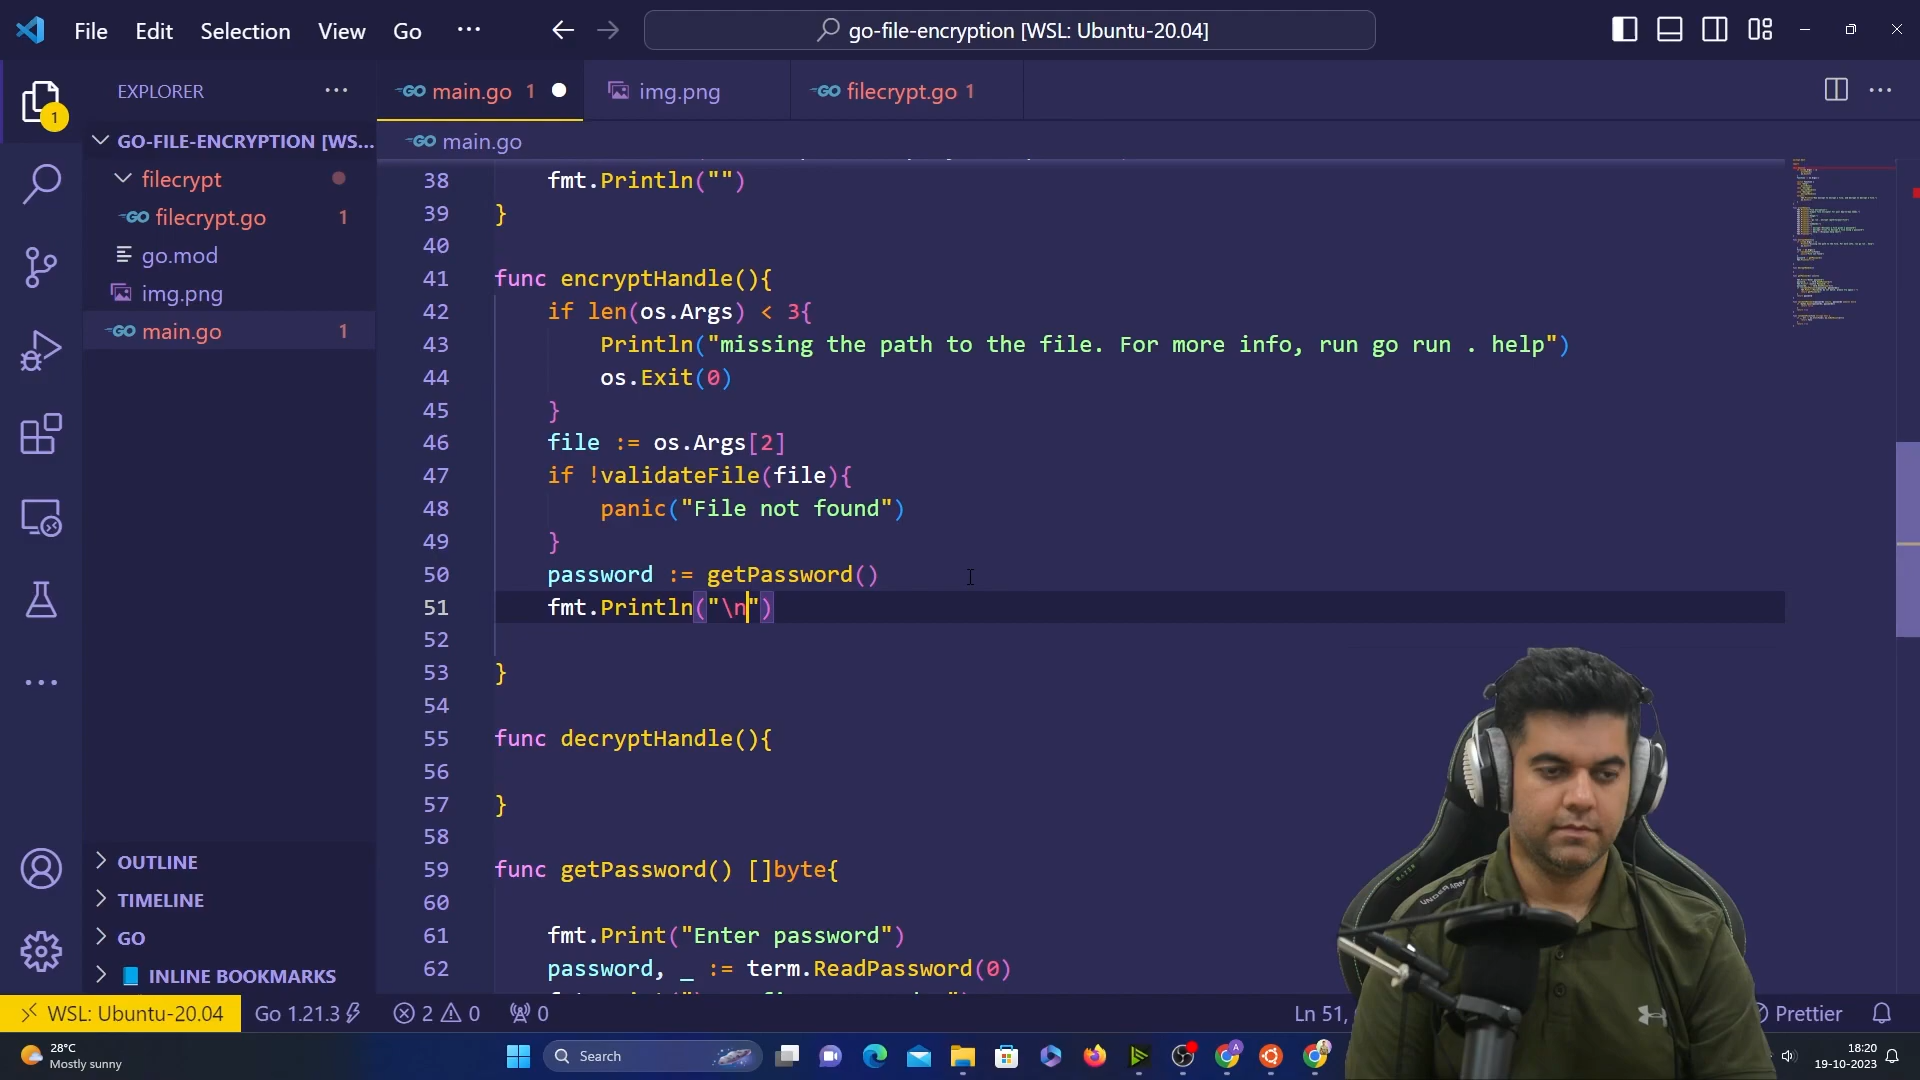 File Edit Selection View Go ··· go-file-encryption [WSL: Ubuntu-20.04]
EXPLORER ···
1
GO-FILE-ENCRYPTION [WS...
filecrypt
filecrypt.go 1
go.mod
img.png
main.go 1
OUTLINE
TIMELINE
GO
INLINE BOOKMARKS
main.go 1 img.png filecrypt.go 1
main.go
38 fmt.Println("")
39 }
40
41 func encryptHandle(){
42 if len(os.Args) < 3{
43 Println("missing the path to the file. For more info, run go run . help")
44 os.Exit(0)
45 }
46 file := os.Args[2]
47 if !validateFile(file){
48 panic("File not found")
49 }
50 password := getPassword()
51 fmt.Println("\n")
52
53 }
54
55 func decryptHandle(){
56
57 }
58
59 func getPassword() []byte{
60
61 fmt.Print("Enter password")
62 password, _ := term.ReadPassword(0)
WSL: Ubuntu-20.04 Go 1.21.3 2 0 0 Ln 51, Prettier
28°C
Mostly sunny
Search
18:20
19-10-2023